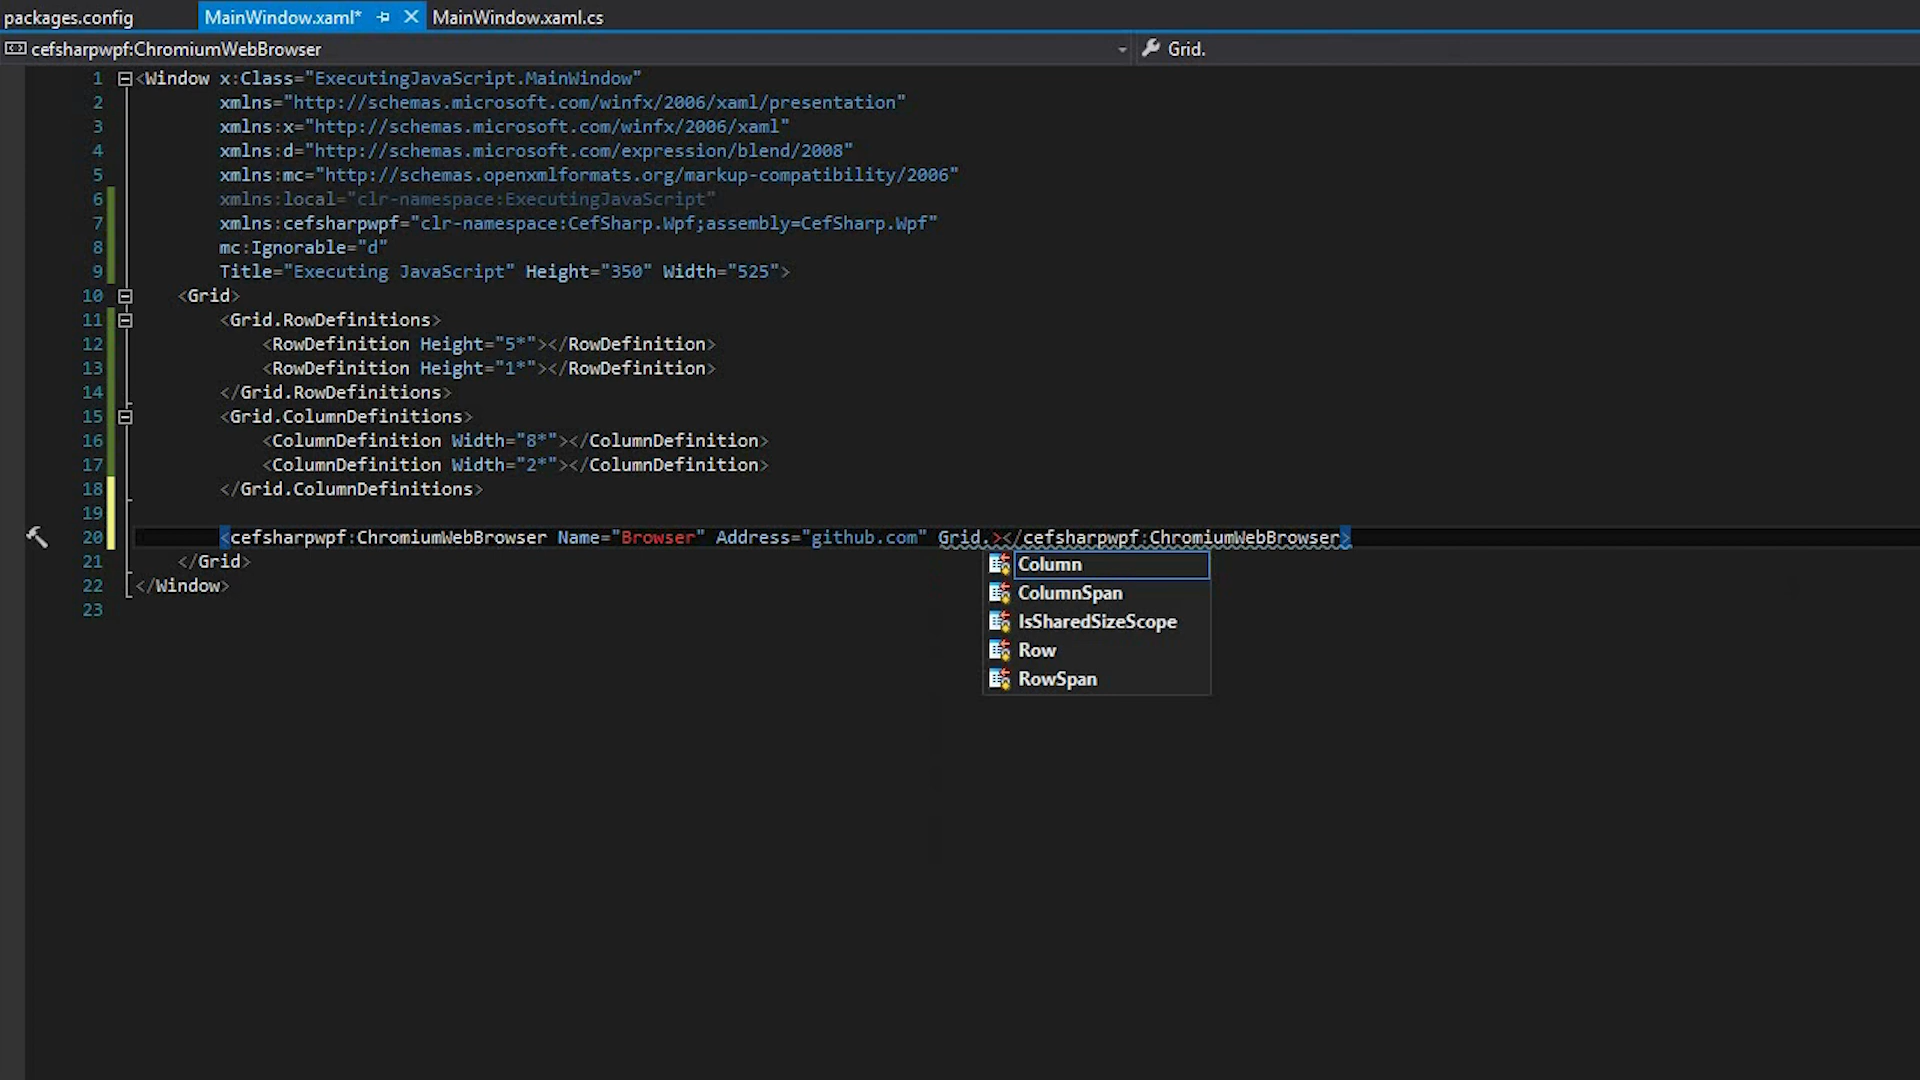 packages.config MainWindow.xaml* MainWindow.xaml.cs
cefsharpwpf:ChromiumWebBrowser Grid.
1 <Window x:Class="ExecutingJavaScript.MainWindow"
2 xmlns="http://schemas.microsoft.com/winfx/2006/xaml/presentation"
3 xmlns:x="http://schemas.microsoft.com/winfx/2006/xaml"
4 xmlns:d="http://schemas.microsoft.com/expression/blend/2008"
5 xmlns:mc="http://schemas.openxmlformats.org/markup-compatibility/2006"
6 xmlns:local="clr-namespace:ExecutingJavaScript"
7 xmlns:cefsharpwpf="clr-namespace:CefSharp.Wpf;assembly=CefSharp.Wpf"
8 mc:Ignorable="d"
9 Title="Executing JavaScript" Height="350" Width="525">
10 <Grid>
11 <Grid.RowDefinitions>
12 <RowDefinition Height="5*"></RowDefinition>
13 <RowDefinition Height="1*"></RowDefinition>
14 </Grid.RowDefinitions>
15 <Grid.ColumnDefinitions>
16 <ColumnDefinition Width="8*"></ColumnDefinition>
17 <ColumnDefinition Width="2*"></ColumnDefinition>
18 </Grid.ColumnDefinitions>
19
20 <cefsharpwpf:ChromiumWebBrowser Name="Browser" Address="github.com" Grid.></cefsharpwpf:ChromiumWebBrowser>
21 </Grid>
22 </Window>
23
Column
ColumnSpan
IsSharedSizeScope
Row
RowSpan